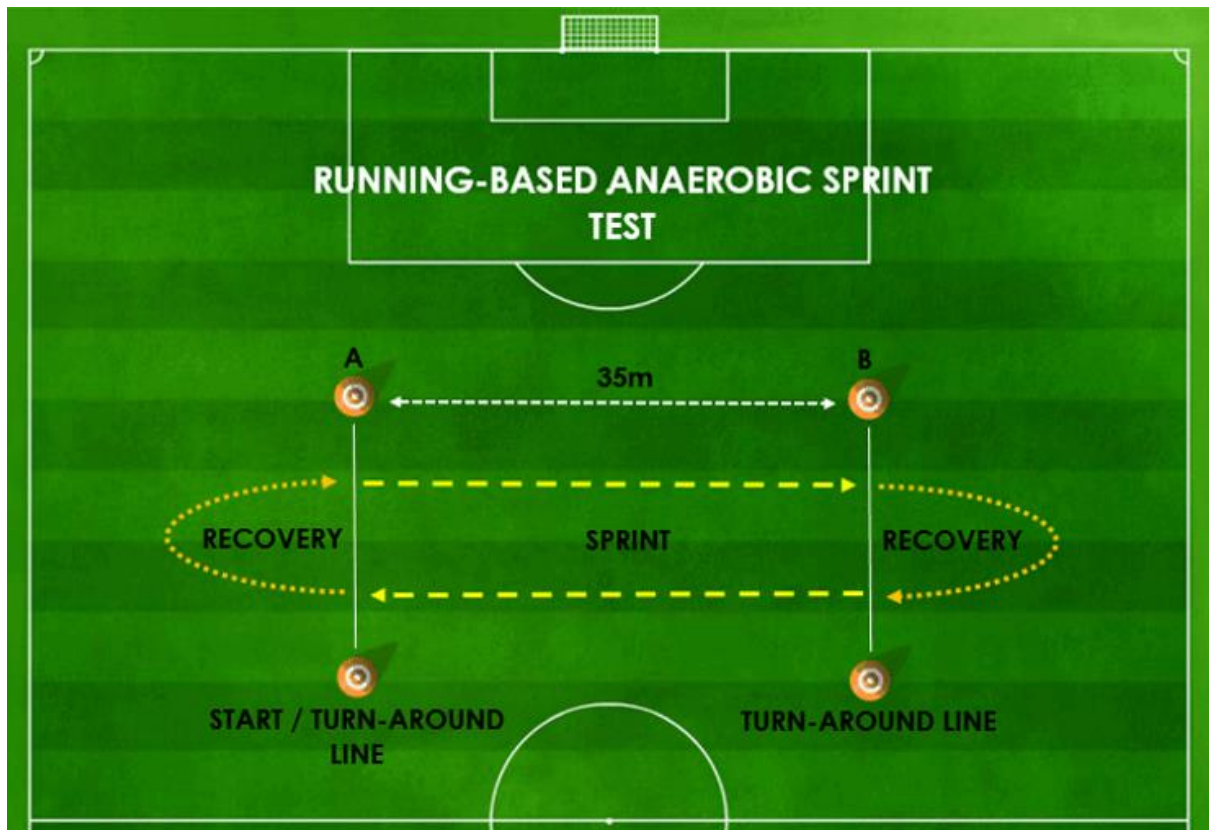 RUNNING-BASED ANAEROBIC SPRINT
TEST
A
B
35m
RECOVERY
SPRINT
RECOVERY
START / TURN-AROUND
LINE
TURN-AROUND LINE